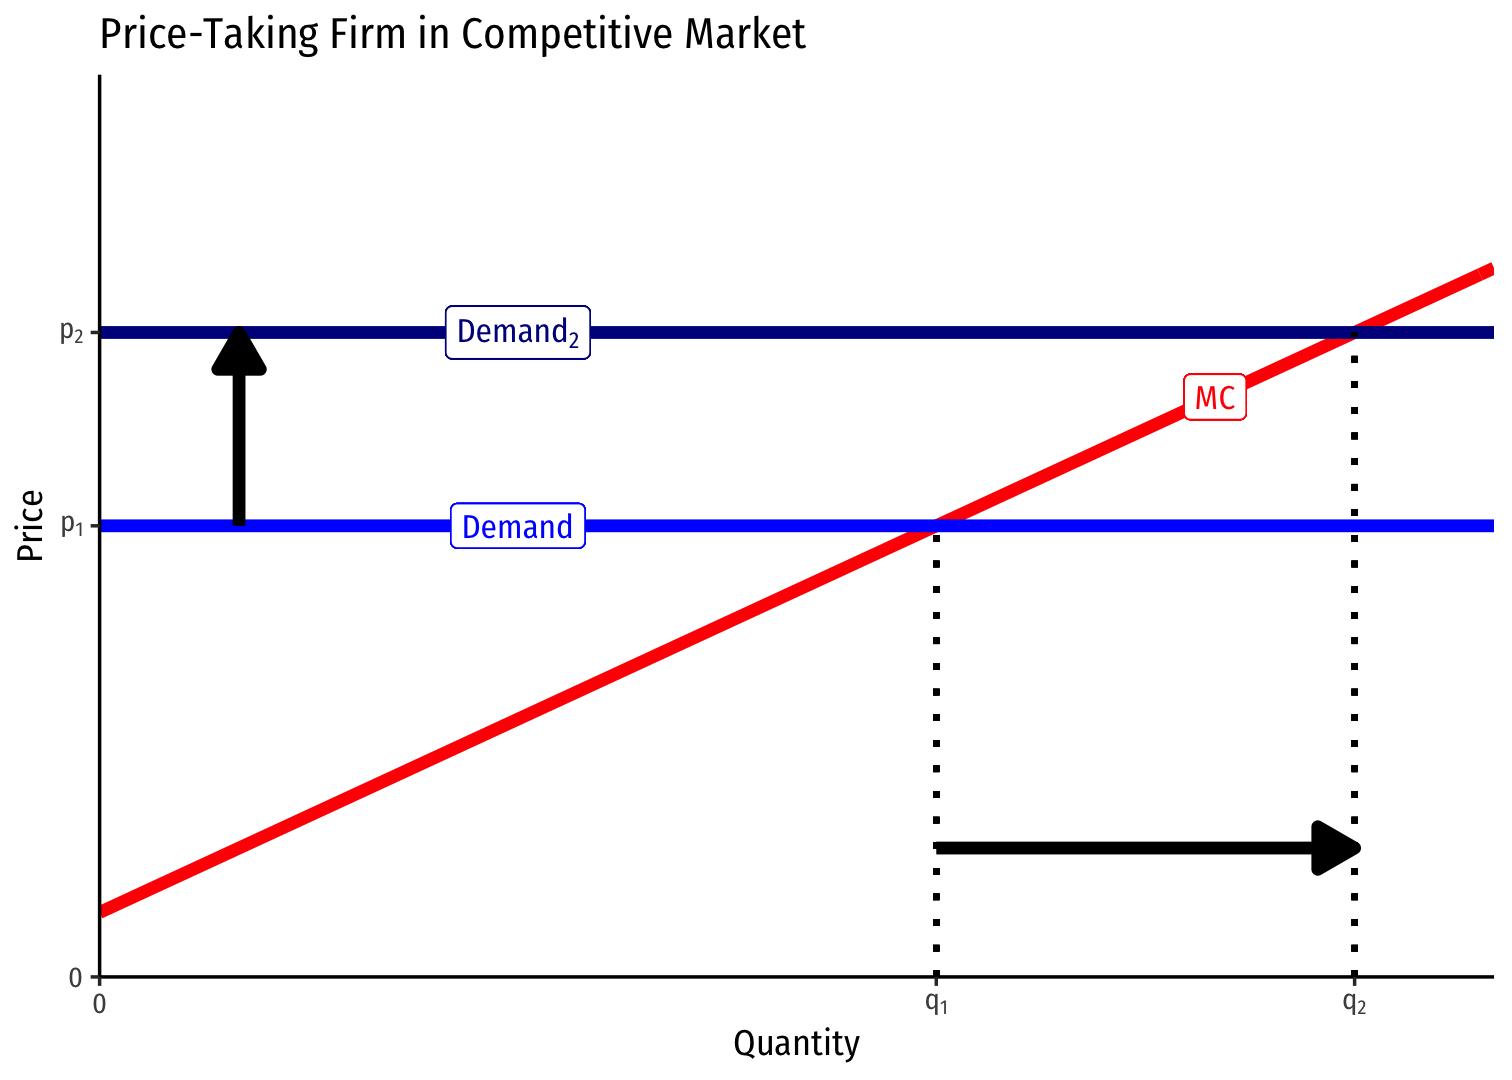 Price-Taking Firm in Competitive Market
p₂
Demand₂
MC
Price
p₁
Demand
0
0
q₁
q₂
Quantity